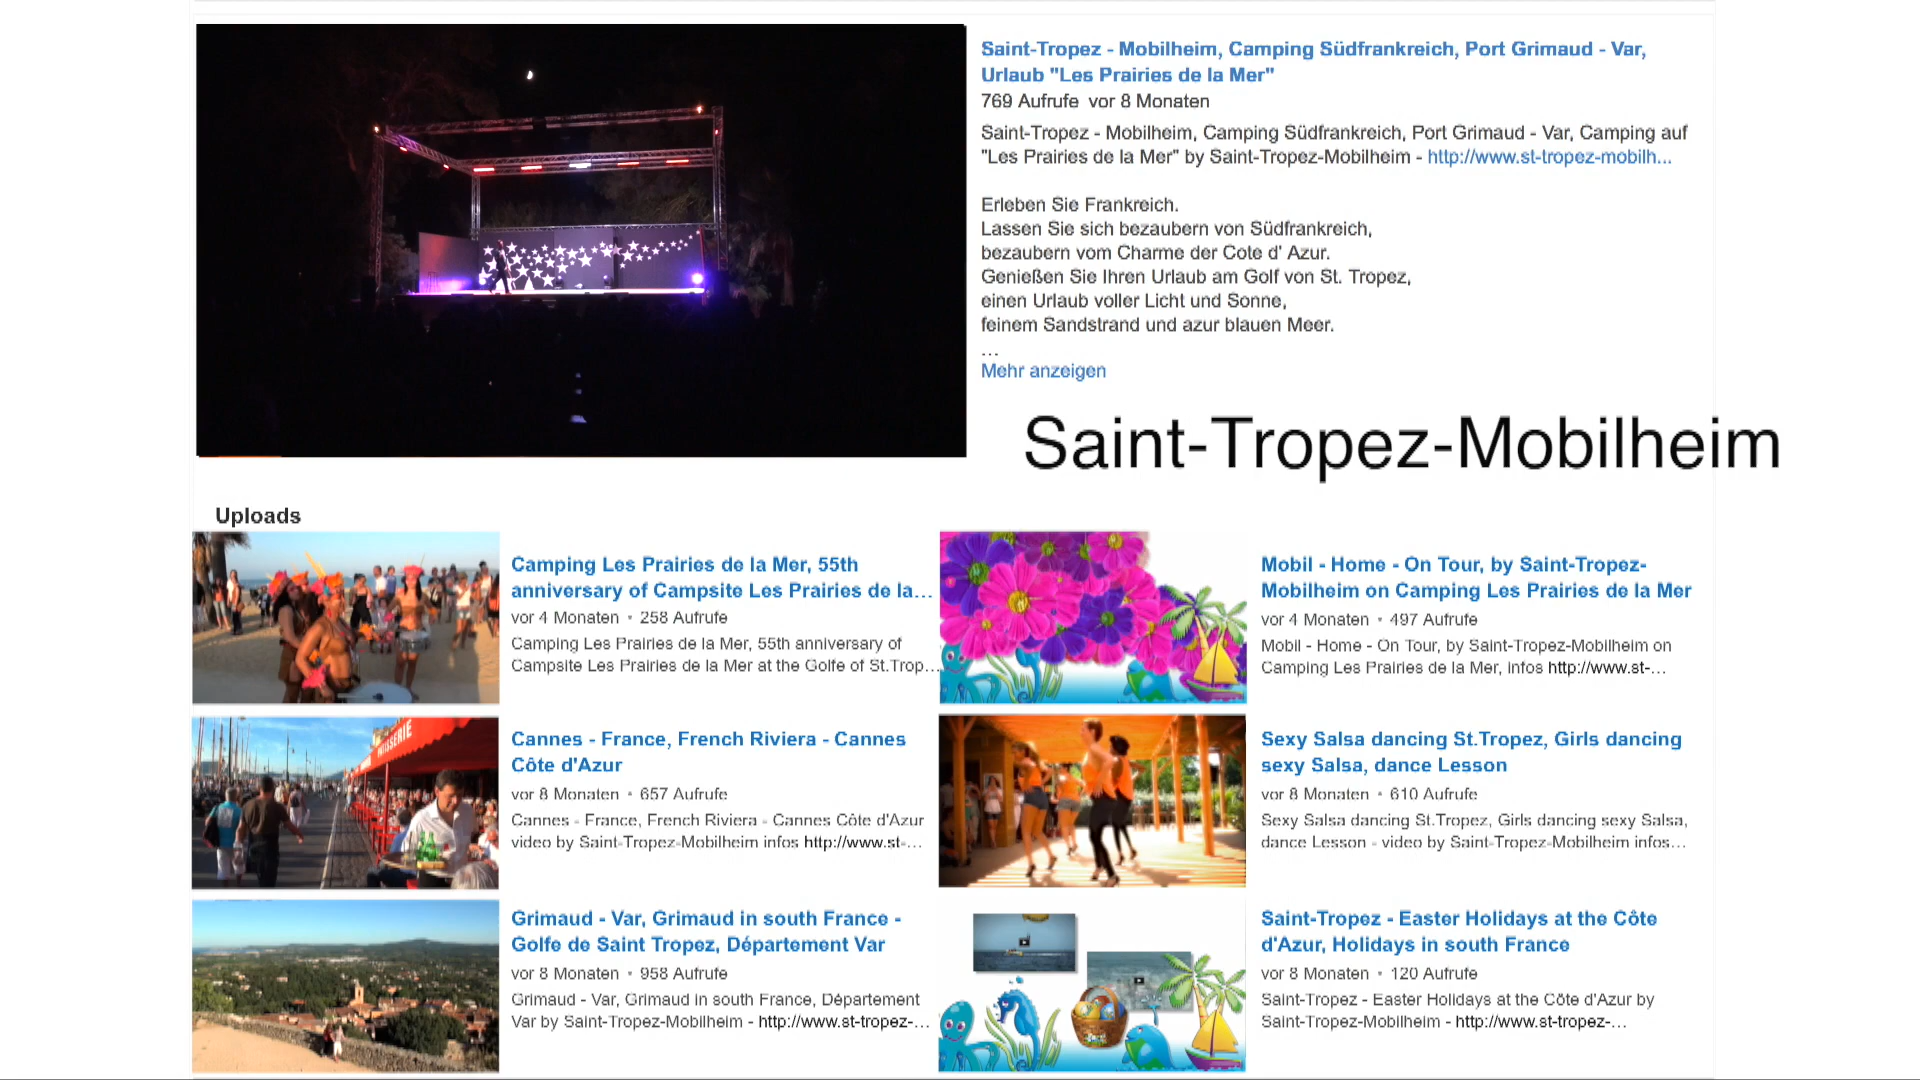 Saint-Tropez - Mobilheim, Camping Südfrankreich, Port Grimaud - Var,
Urlaub "Les Prairies de la Mer"
769 Aufrufe vor 8 Monaten
Saint-Tropez - Mobilheim, Camping Südfrankreich, Port Grimaud - Var, Camping auf
"Les Prairies de la Mer" by Saint-Tropez-Mobilheim - http://www.st-tropez-mobilh...
Erleben Sie Frankreich.
Lassen Sie sich bezaubern von Südfrankreich,
bezaubern vom Charme der Cote d' Azur.
Genießen Sie Ihren Urlaub am Golf von St. Tropez,
einen Urlaub voller Licht und Sonne,
feinem Sandstrand und azur blauen Meer.
...
Mehr anzeigen
Saint-Tropez-Mobilheim
Uploads
Camping Les Prairies de la Mer, 55th
anniversary of Campsite Les Prairies de la...
vor 4 Monaten • 258 Aufrufe
Camping Les Prairies de la Mer, 55th anniversary of
Campsite Les Prairies de la Mer at the Golfe of St.Trop...
Mobil - Home - On Tour, by Saint-Tropez-
Mobilheim on Camping Les Prairies de la Mer
vor 4 Monaten • 497 Aufrufe
Mobil - Home - On Tour, by Saint-Tropez-Mobilheim on
Camping Les Prairies de la Mer, infos http://www.st-...
Cannes - France, French Riviera - Cannes
Côte d'Azur
vor 8 Monaten • 657 Aufrufe
Cannes - France, French Riviera - Cannes Côte d'Azur
video by Saint-Tropez-Mobilheim infos http://www.st-...
Sexy Salsa dancing St.Tropez, Girls dancing
sexy Salsa, dance Lesson
vor 8 Monaten • 610 Aufrufe
Sexy Salsa dancing St.Tropez, Girls dancing sexy Salsa,
dance Lesson - video by Saint-Tropez-Mobilheim infos...
Grimaud - Var, Grimaud in south France -
Golfe de Saint Tropez, Département Var
vor 8 Monaten • 958 Aufrufe
Grimaud - Var, Grimaud in south France, Département
Var by Saint-Tropez-Mobilheim - http://www.st-tropez-...
Saint-Tropez - Easter Holidays at the Côte
d'Azur, Holidays in south France
vor 8 Monaten • 120 Aufrufe
Saint-Tropez - Easter Holidays at the Côte d'Azur by
Saint-Tropez-Mobilheim - http://www.st-tropez-...